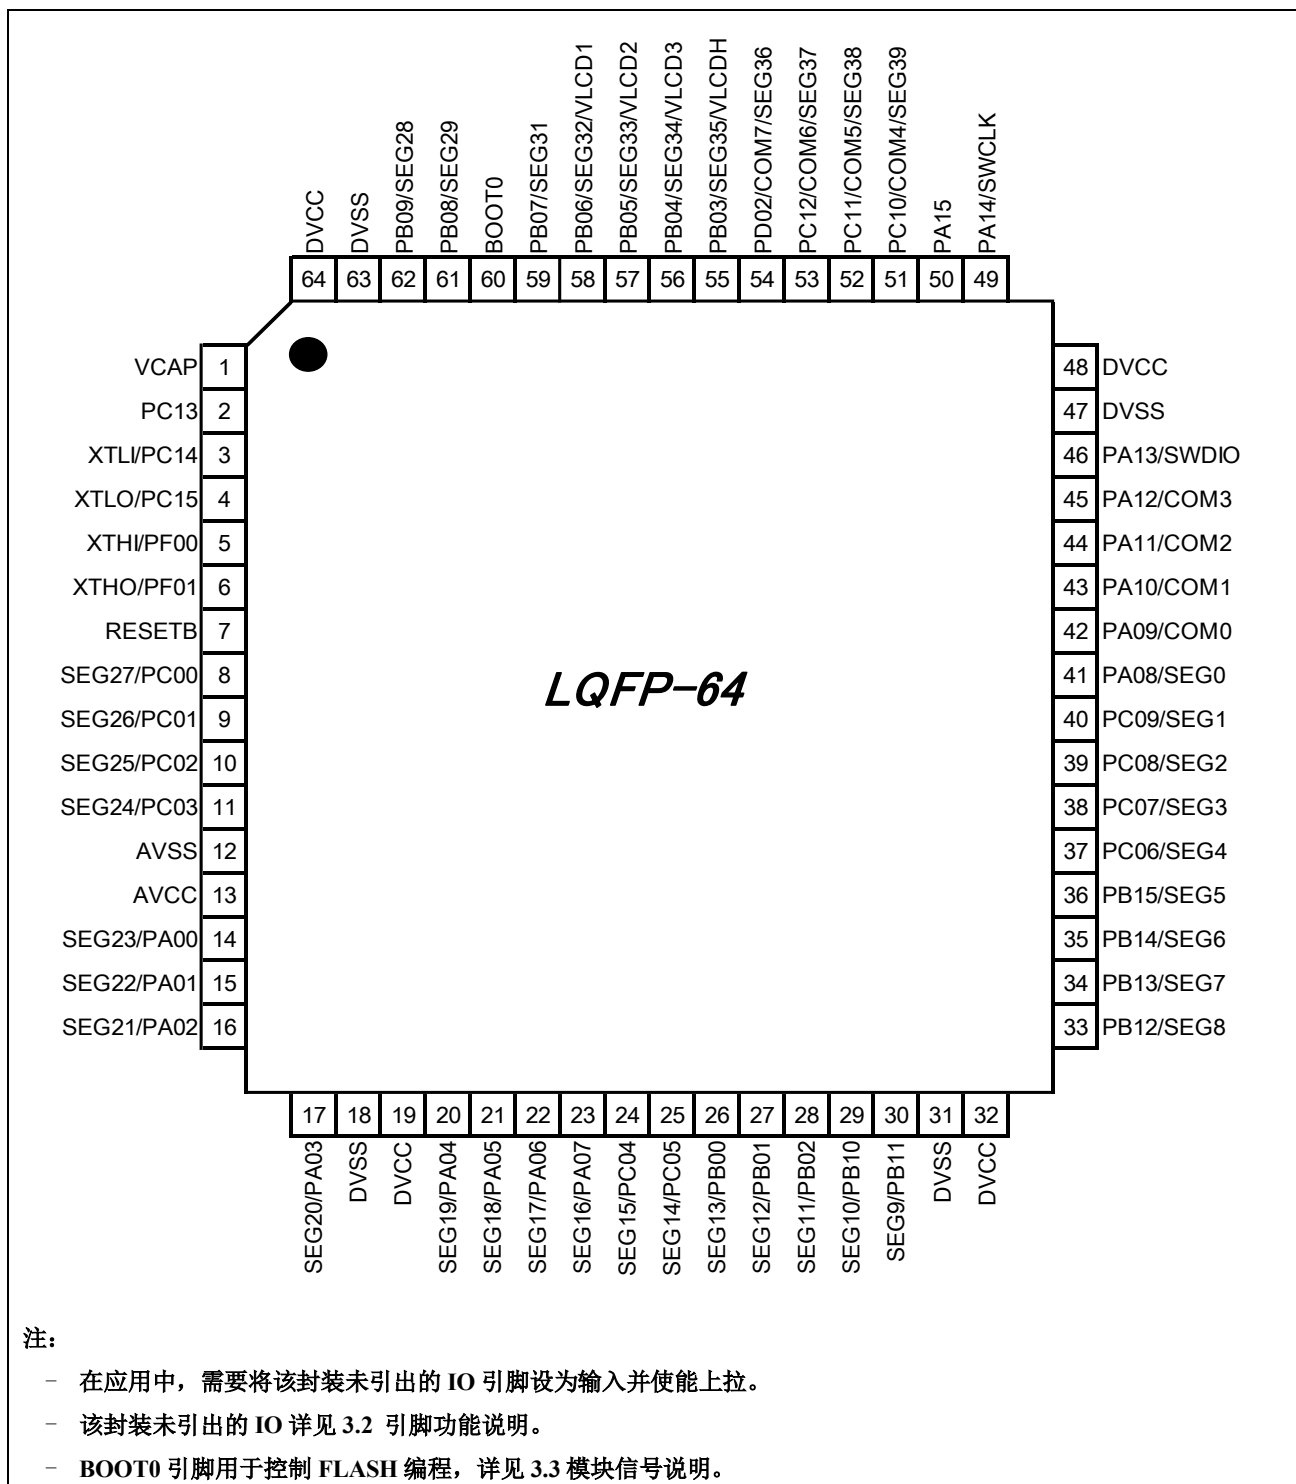 PB09/SEG28
PB08/SEG29
BOOT0
PB07/SEG31
PB06/SEG32/VLCD1
PB05/SEG33/VLCD2
PB04/SEG34/VLCD3
PB03/SEG35/VLCDH
PD02/COM7/SEG36
PC12/COM6/SEG37
PC11/COM5/SEG38
PC10/COM4/SEG39
PA15
PA14/SWCLK
DVCC
DVSS
64 63 62 61 60 59 58 57 56 55 54 53 52 51 50 49
VCAP 1
PC13 2
XTLI/PC14 3
XTLO/PC15 4
XTHI/PF00 5
XTHO/PF01 6
RESETB 7
SEG27/PC00 8
SEG26/PC01 9
SEG25/PC02 10
SEG24/PC03 11
AVSS 12
AVCC 13
SEG23/PA00 14
SEG22/PA01 15
SEG21/PA02 16
LQFP-64
48 DVCC
47 DVSS
46 PA13/SWDIO
45 PA12/COM3
44 PA11/COM2
43 PA10/COM1
42 PA09/COM0
41 PA08/SEG0
40 PC09/SEG1
39 PC08/SEG2
38 PC07/SEG3
37 PC06/SEG4
36 PB15/SEG5
35 PB14/SEG6
34 PB13/SEG7
33 PB12/SEG8
17 18 19 20 21 22 23 24 25 26 27 28 29 30 31 32
SEG20/PA03
DVSS
DVCC
SEG19/PA04
SEG18/PA05
SEG17/PA06
SEG16/PA07
SEG15/PC04
SEG14/PC05
SEG13/PB00
SEG12/PB01
SEG11/PB02
SEG10/PB10
SEG9/PB11
DVSS
DVCC
注：
- 在应用中，需要将该封装未引出的 IO 引脚设为输入并使能上拉。
- 该封装未引出的 IO 详见 3.2 引脚功能说明。
- BOOT0 引脚用于控制 FLASH 编程，详见 3.3 模块信号说明。